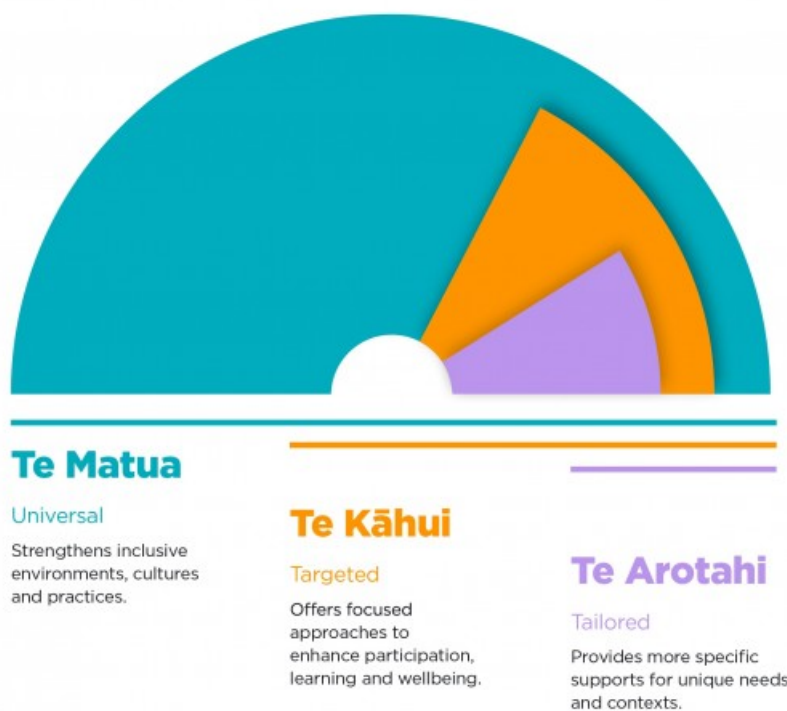 Te Matua
Universal
Strengthens inclusive
environments, cultures
and practices.
Te Kāhui
Targeted
Offers focused
approaches to
enhance participation,
learning and wellbeing.
Te Arotahi
Tailored
Provides more specific
supports for unique needs
and contexts.